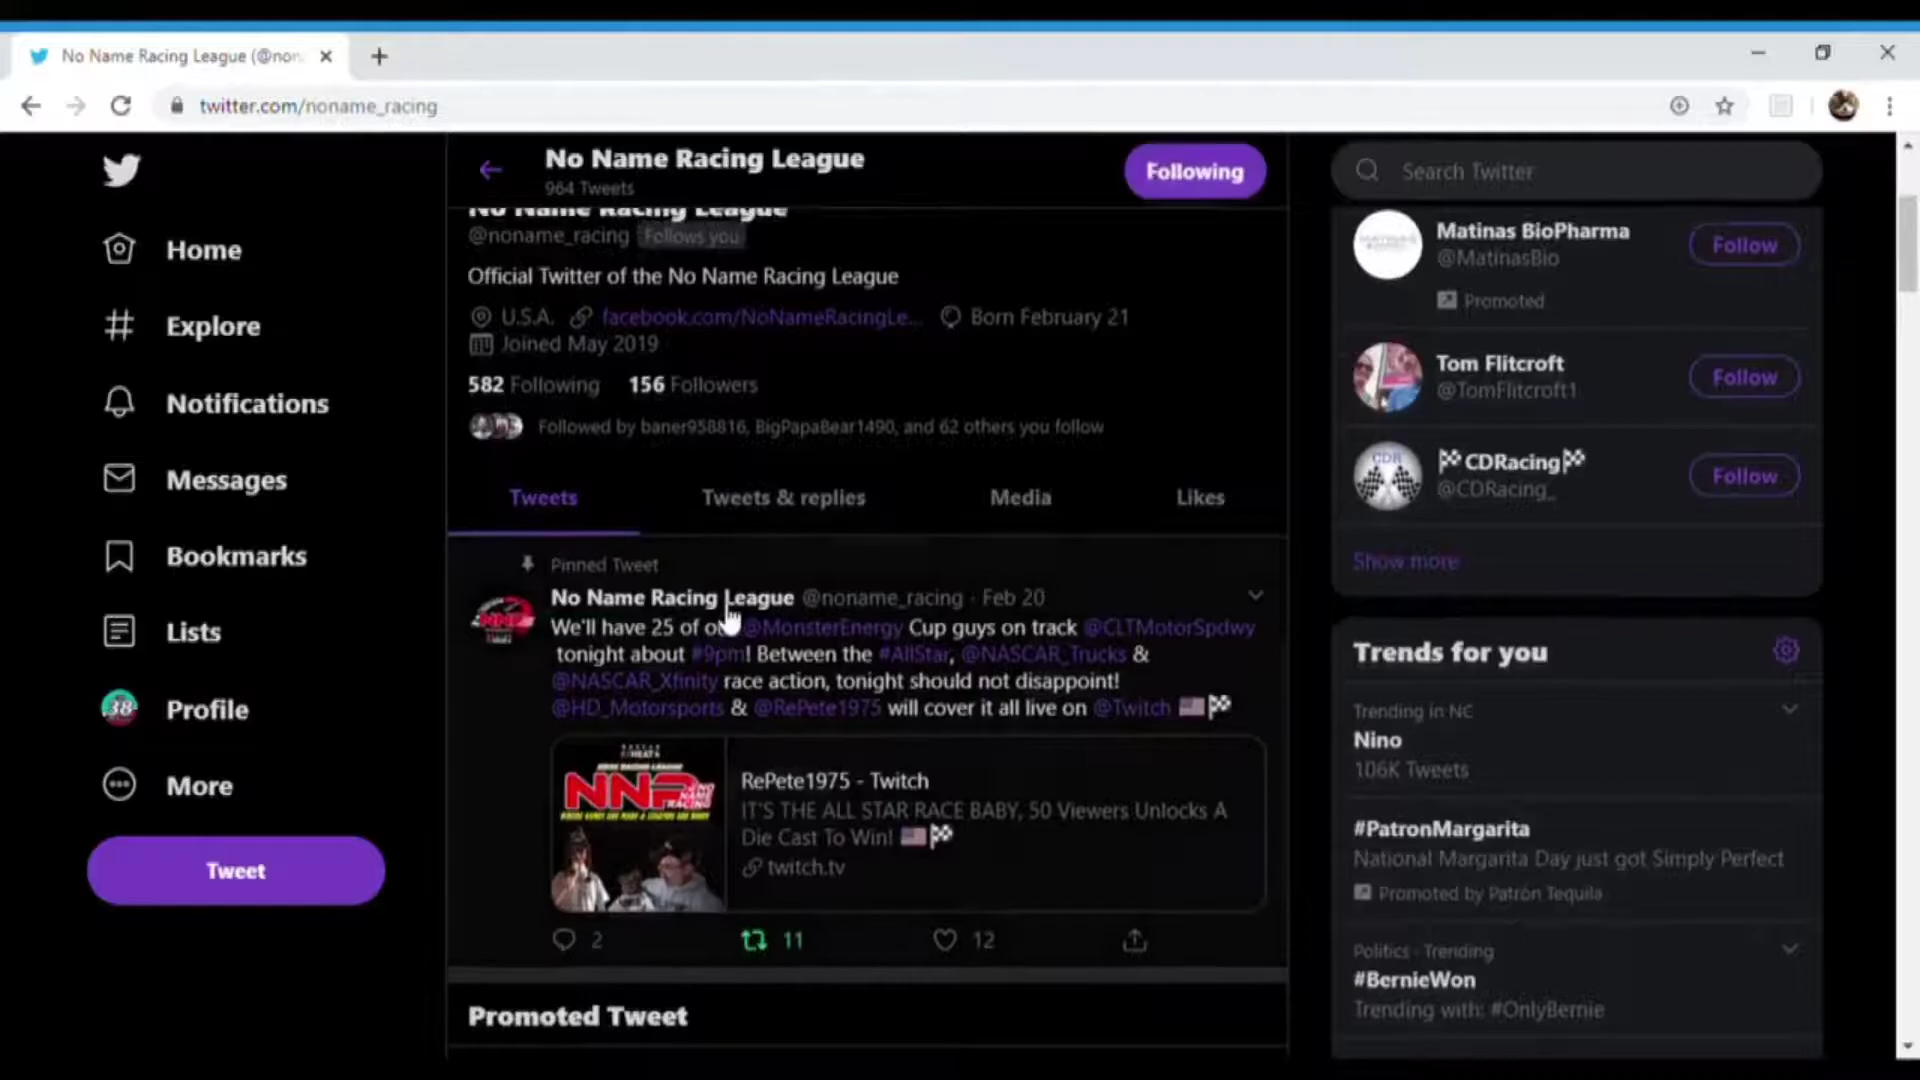 No Name Racing League (@non
twitter.com/noname_racing
No Name Racing League
964 Tweets
Following
Search Twitter
No Name Racing League
@noname_racing Follows you
Official Twitter of the No Name Racing League
U.S.A. facebook.com/NoNameRacingLe... Born February 21
Joined May 2019
582 Following 156 Followers
Followed by baner958816, BigPapaBear1490, and 62 others you follow
Tweets Tweets & replies Media Likes
Pinned Tweet
No Name Racing League @noname_racing · Feb 20
We'll have 25 of @MonsterEnergy Cup guys on track @CLTMotorSpdwy
tonight about #9pm! Between the #AllStar, @NASCAR_Trucks &
@NASCAR_Xfinity race action, tonight should not disappoint!
@HD_Motorsports & @RePete1975 will cover it all live on @Twitch
NNR
RePete1975 - Twitch
IT'S THE ALL STAR RACE BABY, 50 Viewers Unlocks A
Die Cast To Win!
twitch.tv
2 11 12
Promoted Tweet
Home
Explore
Notifications
Messages
Bookmarks
Lists
38 Profile
More
Tweet
Matinas BioPharma
@MatinasBio
Follow
Promoted
Tom Flitcroft
@TomFlitcroft1
Follow
CDR
CDRacing
@CDRacing_
Follow
Show more
Trends for you
Trending in NC
Nino
106K Tweets
#PatronMargarita
National Margarita Day just got Simply Perfect
Promoted by Patrón Tequila
Politics · Trending
#BernieWon
Trending with: #OnlyBernie